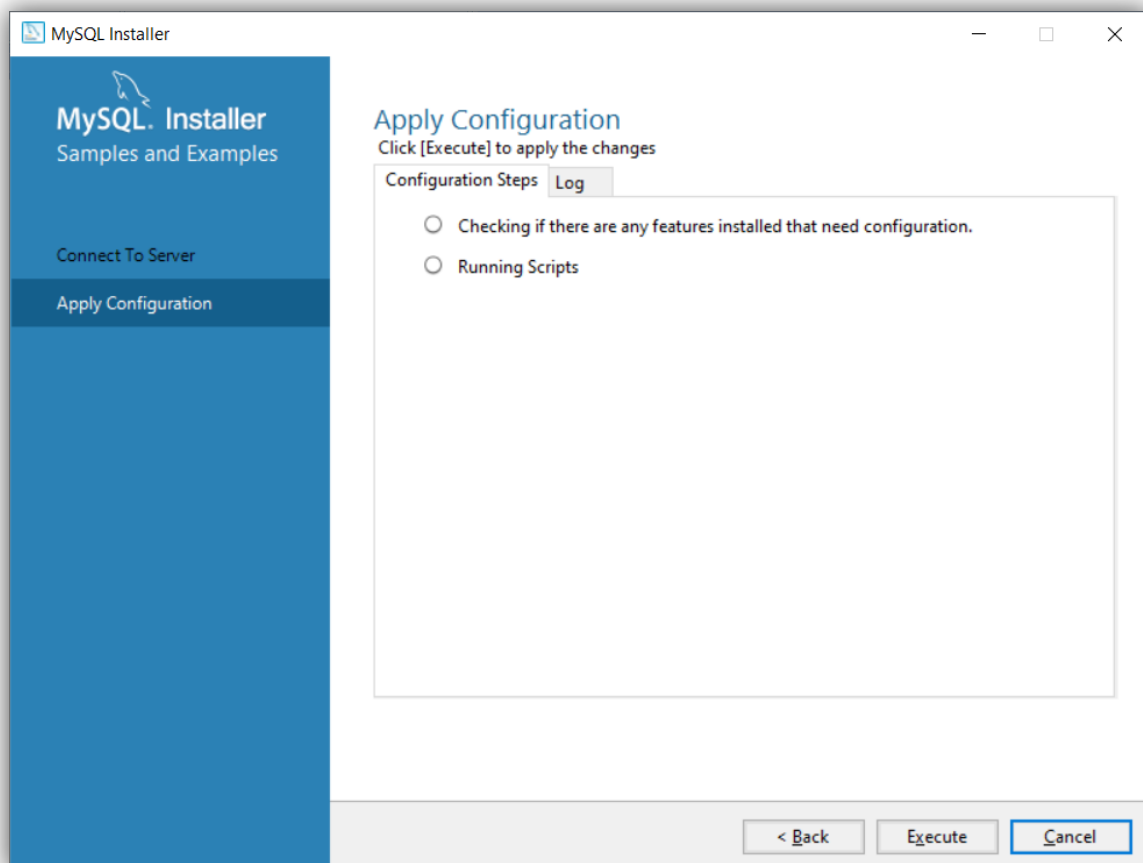 MySQL Installer
MySQL. Installer
Samples and Examples
Connect To Server
Apply Configuration
Apply Configuration
Click [Execute] to apply the changes
Configuration Steps
Log
Checking if there are any features installed that need configuration.
Running Scripts
< Back
Execute
Cancel